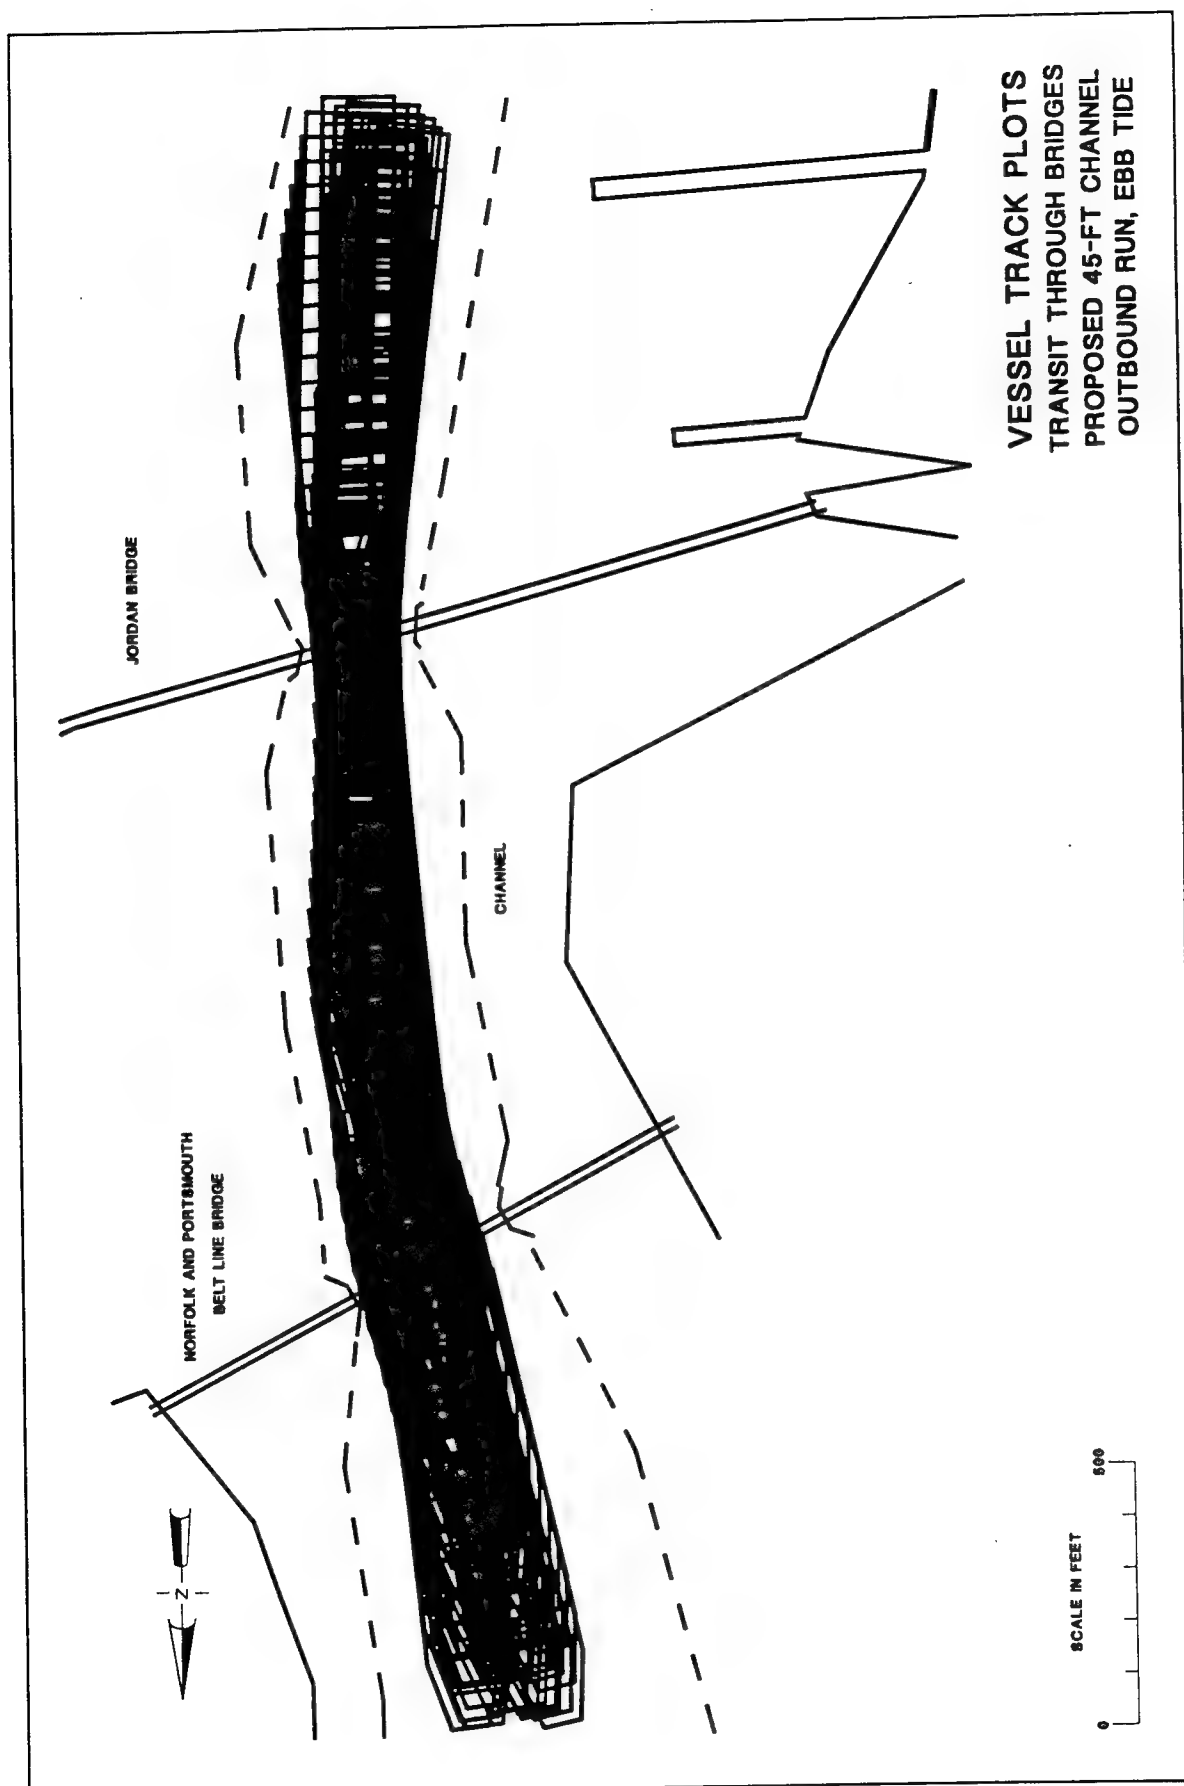 VESSEL TRACK PLOTS
TRANSIT THROUGH BRIDGES
PROPOSED 45-FT CHANNEL
OUTBOUND RUN, EBB TIDE
JORDAN BRIDGE
CHANNEL
NORFOLK AND PORTSMOUTH
BELT LINE BRIDGE
N
SCALE IN FEET
0 500